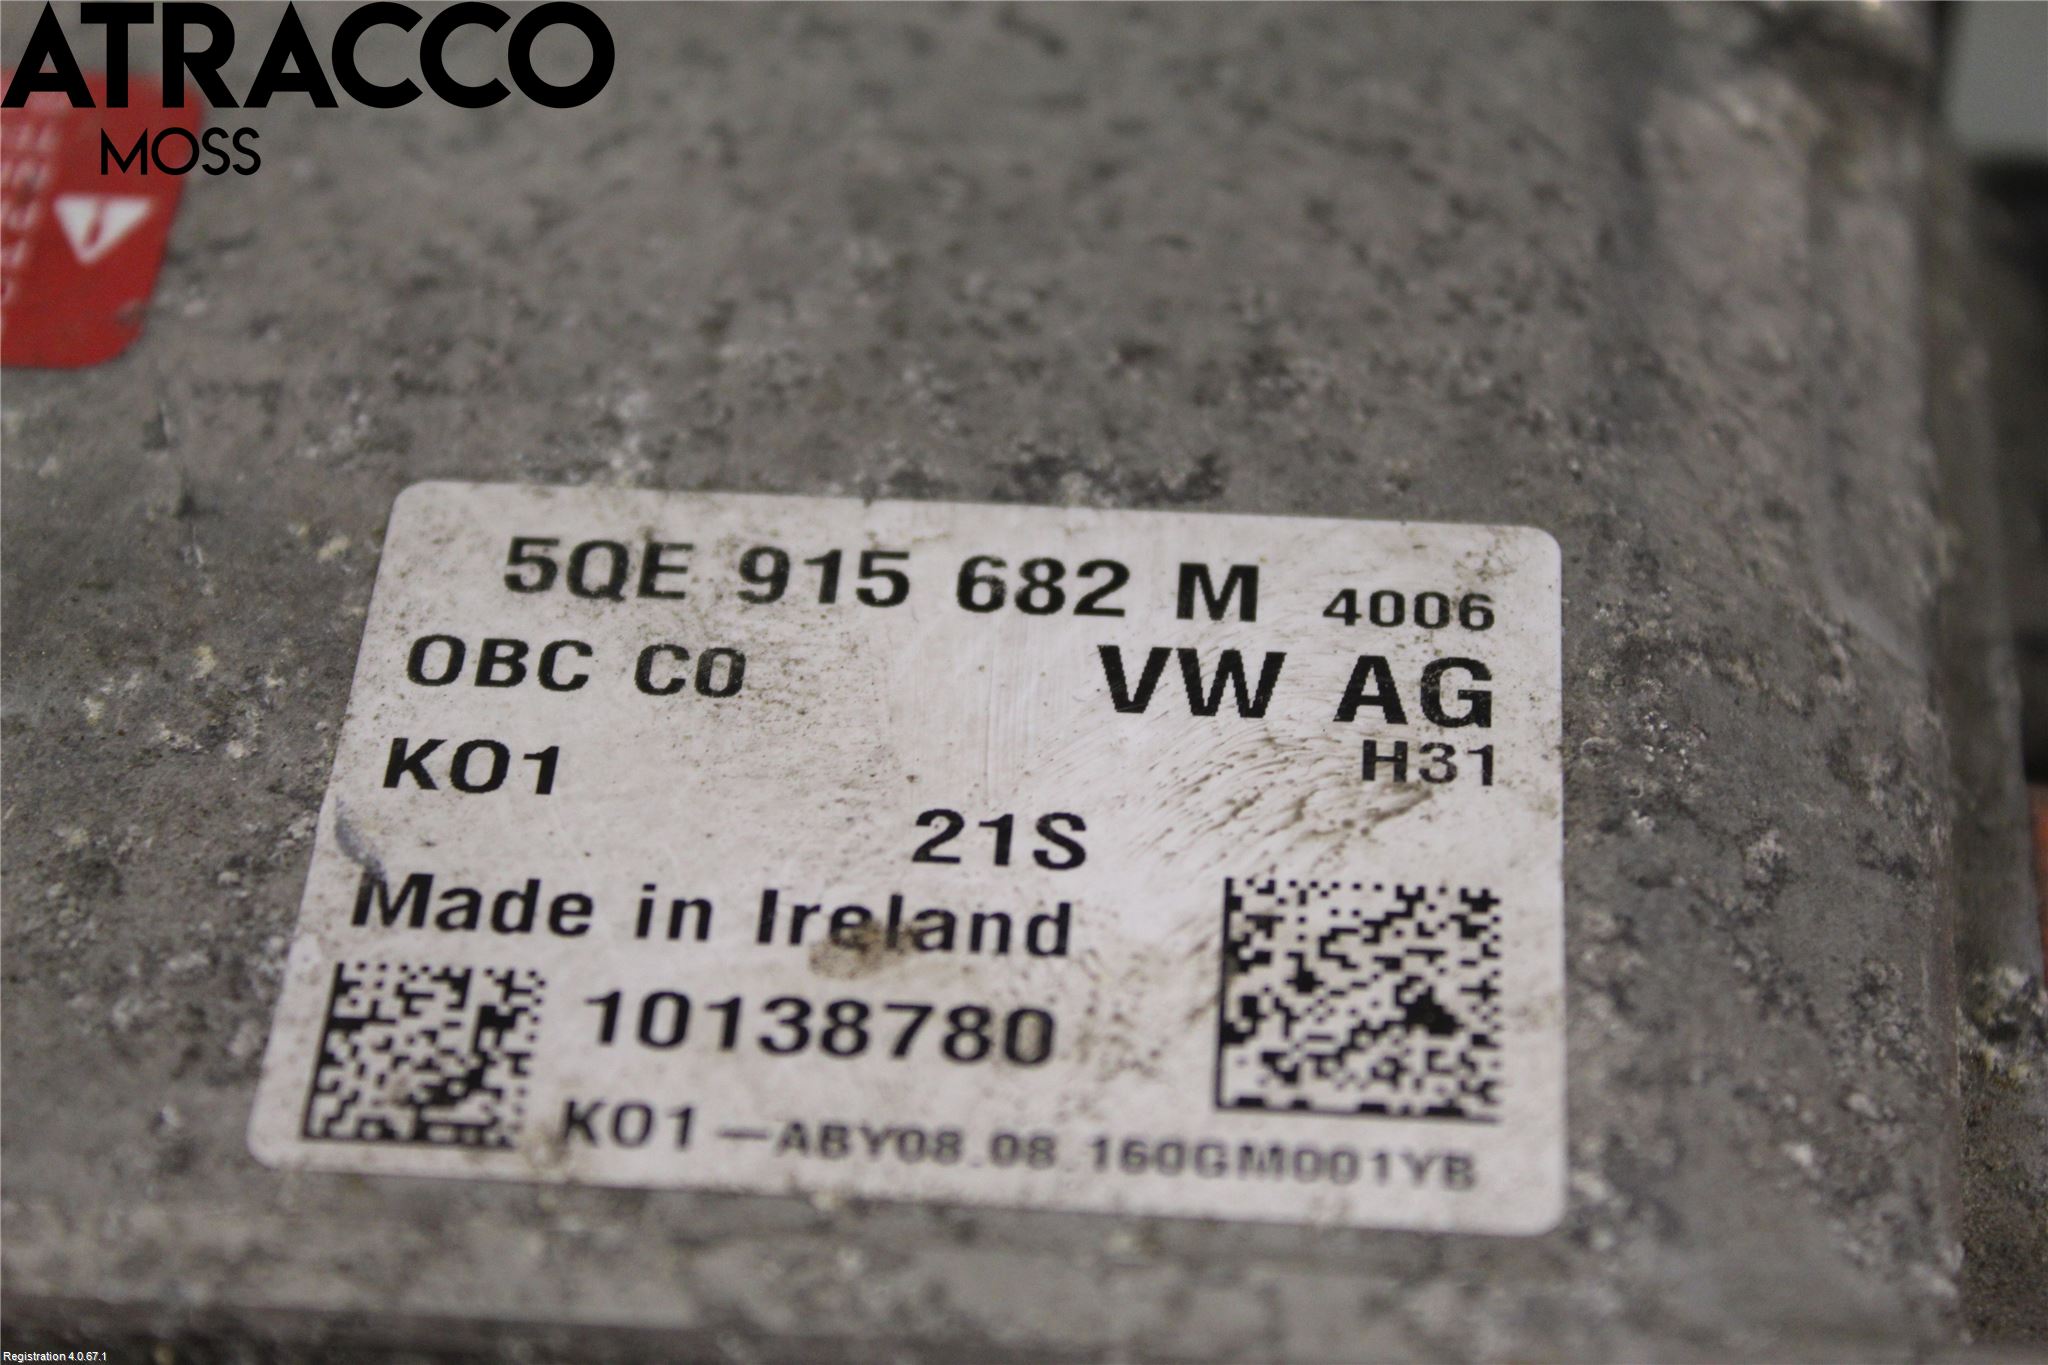 ATRACCO
MOSS
5QE 915 682 M 4006
OBC C0 VW AG
K01 H31
21S
Made in Ireland
10138780
K01 -ABY08.08.160GM001YB
Registration 4.0.67.1